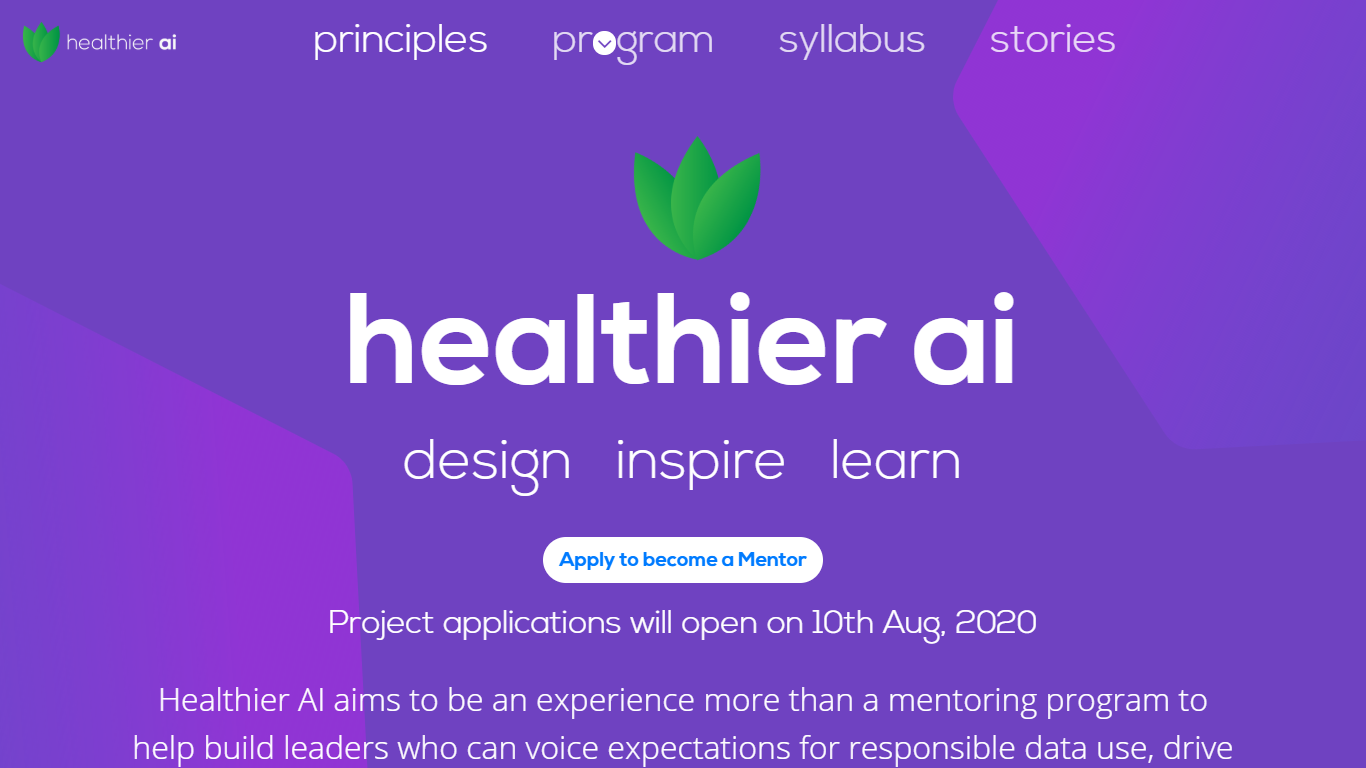 healthier ai
principles program syllabus stories
healthier ai
design inspire learn
Apply to become a Mentor
Project applications will open on 10th Aug, 2020
Healthier AI aims to be an experience more than a mentoring program to
help build leaders who can voice expectations for responsible data use, drive